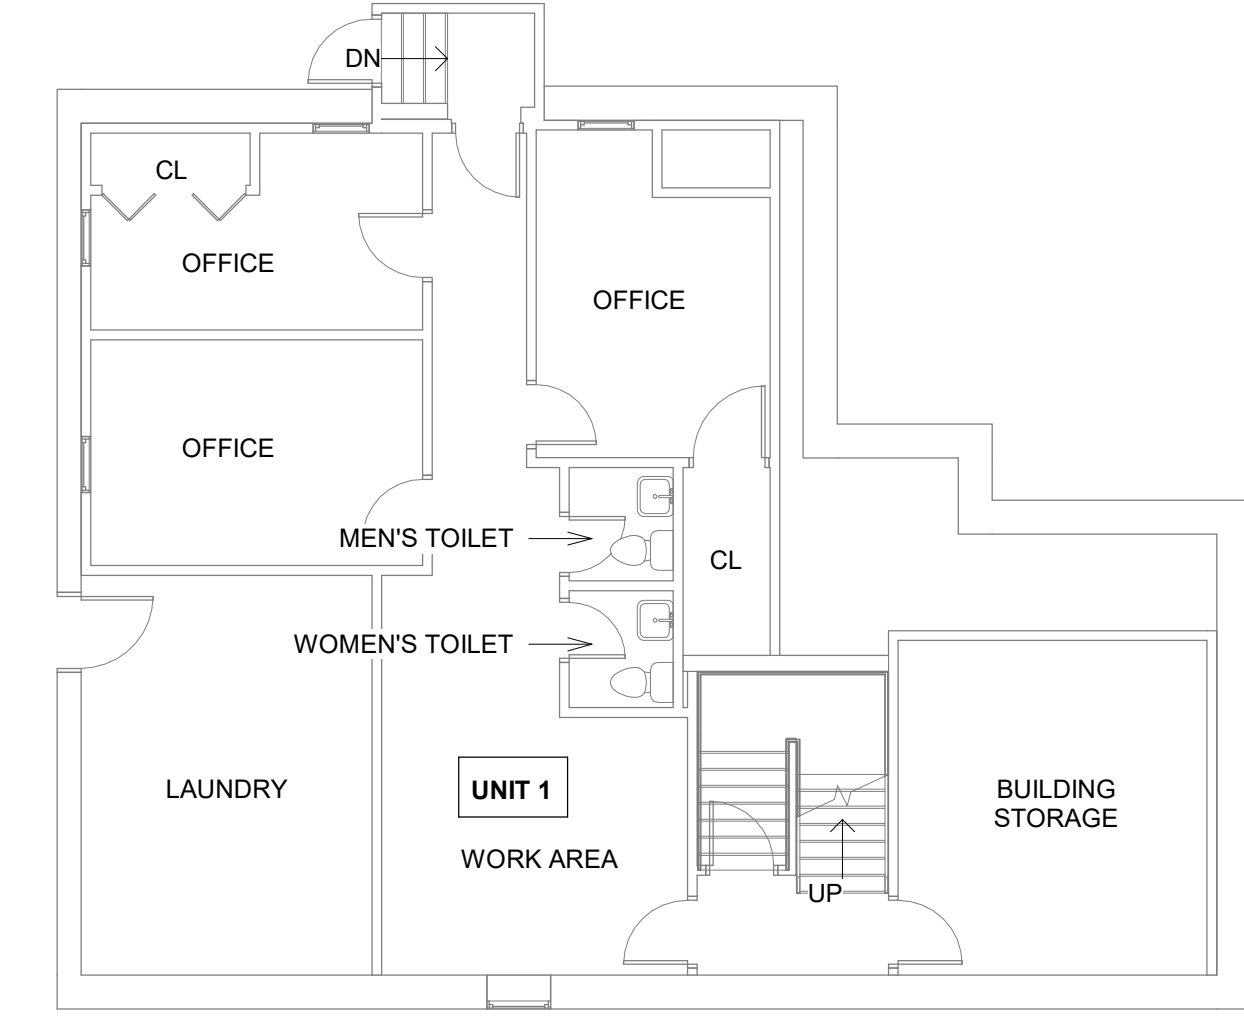 DN
CL
OFFICE
OFFICE
OFFICE
MEN'S TOILET
CL
WOMEN'S TOILET
LAUNDRY
UNIT 1
BUILDING
STORAGE
WORK AREA
UP